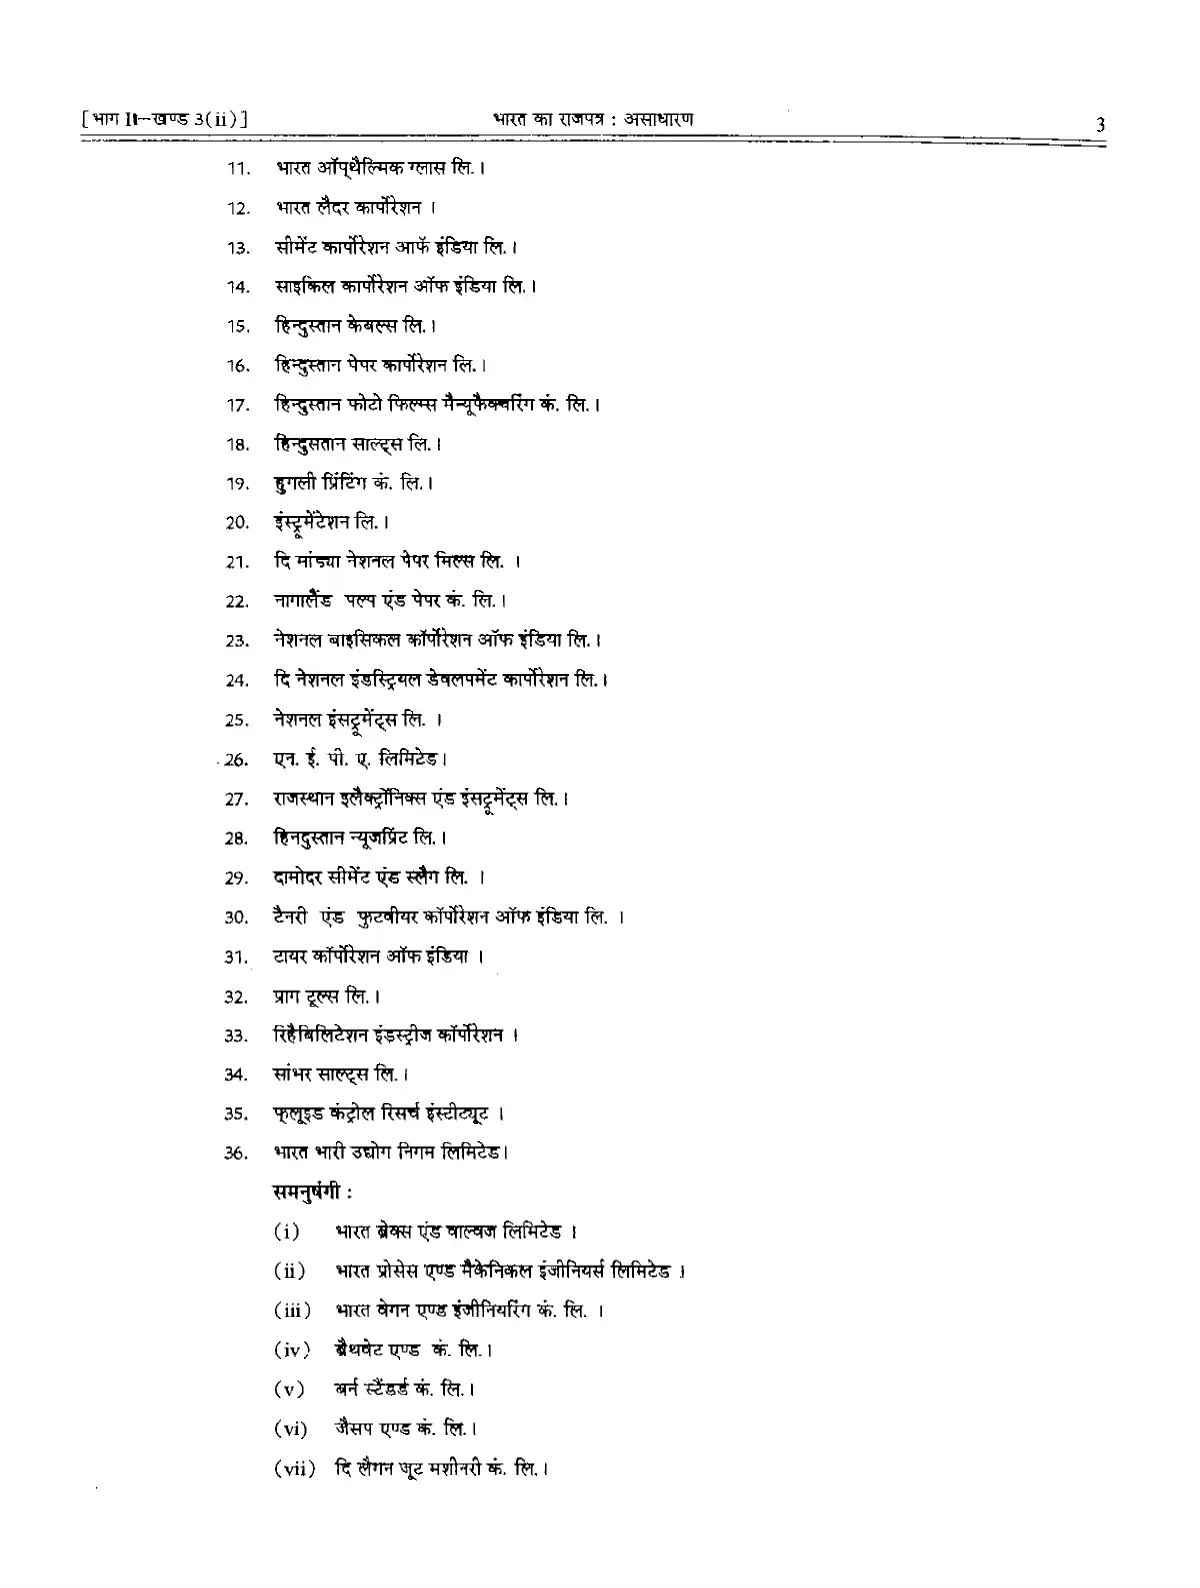 [ भाग II—खण्ड 3(ii) ] भारत का राजपत्र : असाधारण 3
11. भारत ऑप्थैल्मिक ग्लास लि. ।
12. भारत लैदर कार्पोरेशन ।
13. सीमेंट कार्पोरेशन आफॅ इंडिया लि. ।
14. साइकिल कार्पोरेशन ऑफ इंडिया लि. ।
15. हिन्दुस्तान केबल्स लि. ।
16. हिन्दुस्तान पेपर कार्पोरेशन लि. ।
17. हिन्दुस्तान फोटो फिल्म्स मैन्यूफैक्चरिंग कं. लि. ।
18. हिन्दुसतान साल्ट्स लि. ।
19. हुगली प्रिंटिंग कं. लि. ।
20. इंस्ट्रूमेंटेशन लि. ।
21. दि मांड्या नेशनल पेपर मिल्स लि. ।
22. नागालैंड पल्प एंड पेपर कं. लि. ।
23. नेशनल बाइसिकल कॉर्पोरेशन ऑफ इंडिया लि. ।
24. दि नेशनल इंडस्ट्रियल डेवलपमेंट कार्पोरेशन लि. ।
25. नेशनल इंसट्रूमेंट्स लि. ।
26. एन. ई. पी. ए. लिमिटेड ।
27. राजस्थान इलैक्ट्रॉनिक्स एंड इंसट्रूमेंट्स लि. ।
28. हिनदुस्तान न्यूजप्रिंट लि. ।
29. दामोदर सीमेंट एंड स्लैग लि. ।
30. टैनरी एंड फुटवीयर कॉर्पोरेशन ऑफ इंडिया लि. ।
31. टायर कॉर्पोरेशन ऑफ इंडिया ।
32. प्राग टूल्स लि. ।
33. रिहैबिलिटेशन इंडस्ट्रीज कॉर्पोरेशन ।
34. सांभर साल्ट्स लि. ।
35. फ्लूइड कंट्रोल रिसर्च इंस्टीट्यूट ।
36. भारत भारी उद्योग निगम लिमिटेड ।
समनुषंगी :
(i) भारत ब्रेक्स एंड वाल्वज लिमिटेड ।
(ii) भारत प्रोसेस एण्ड मैकेनिकल इंजीनियर्स लिमिटेड ।
(iii) भारत वेगन एण्ड इंजीनियरिंग कं. लि. ।
(iv) ब्रैथवेट एण्ड कं. लि. ।
(v) बर्न स्टैंडर्ड कं. लि. ।
(vi) जैसप एण्ड कं. लि. ।
(vii) दि लैगन जूट मशीनरी कं. लि. ।